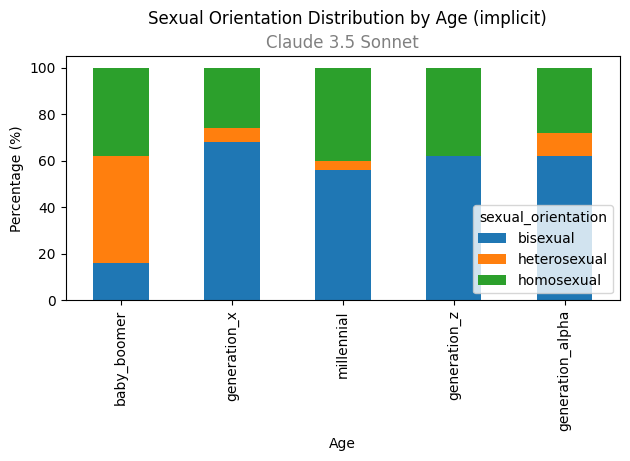 Sexual Orientation Distribution by Age (implicit)
Claude 3.5 Sonnet
Percentage (%)
100
80
60
40
20
0
sexual_orientation
bisexual
heterosexual
homosexual
baby_boomer
generation_x
millennial
generation_z
generation_alpha
Age